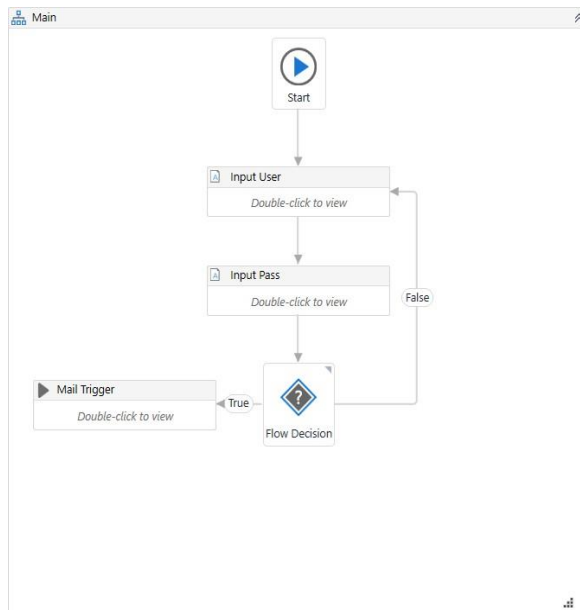 Main
Start
Input User
Double-click to view
Input Pass
Double-click to view
False
Mail Trigger
Double-click to view
True
Flow Decision